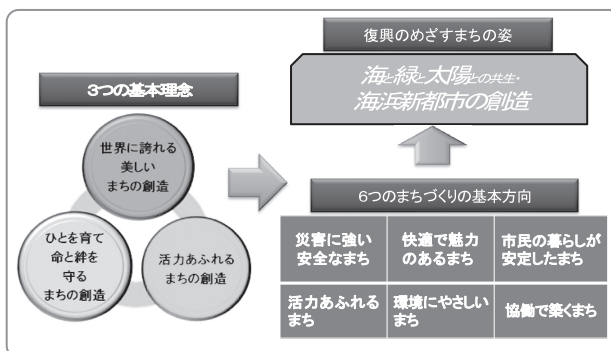 3つの基本理念
世界に誇れる
美しい
まちの創造
ひとを育て
命と絆を
守る
まちの創造
活力あふれる
まちの創造
復興のめざすまちの姿
海と緑と太陽との共生・
海浜新都市の創造
6つのまちづくりの基本方向
災害に強い
安全なまち
快適で魅力
のあるまち
市民の暮らしが
安定したまち
活力あふれる
まち
環境にやさしい
まち
協働で築くまち